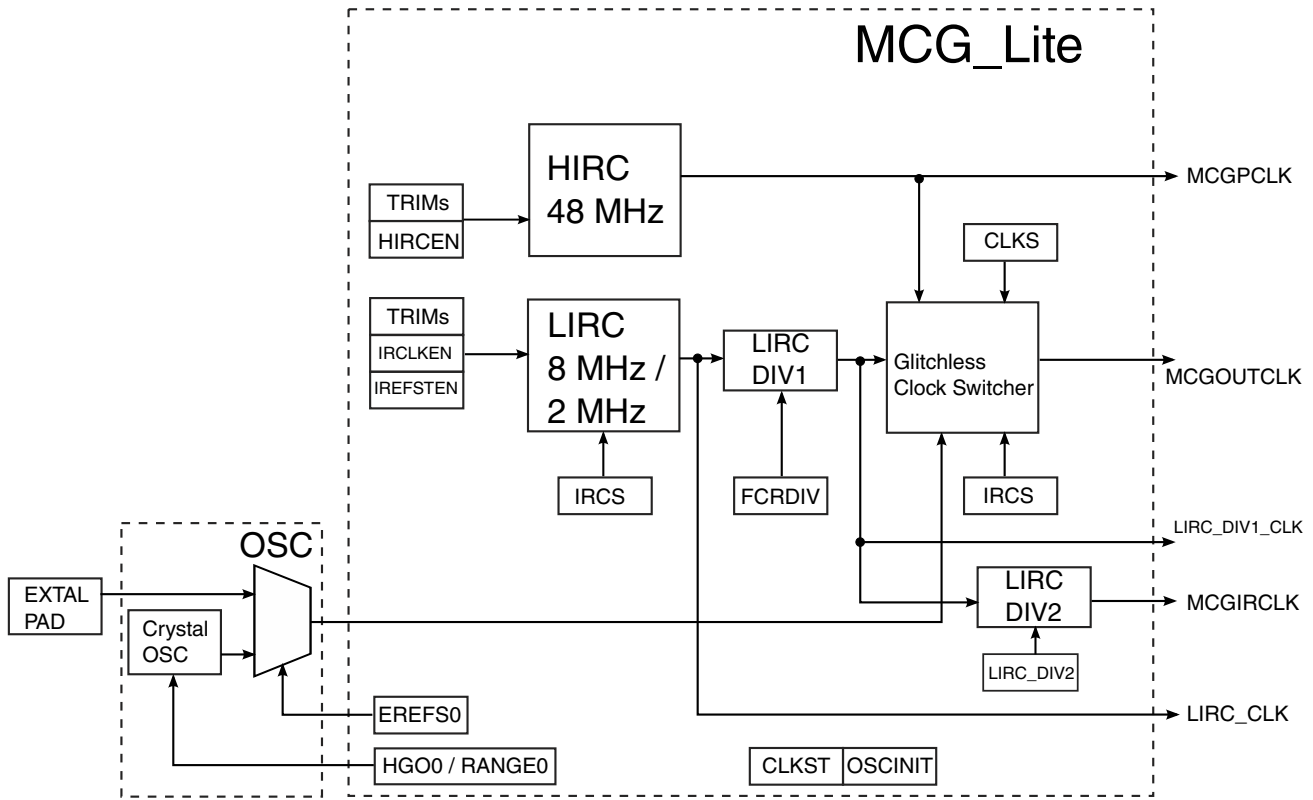 MCG_Lite
HIRC
48 MHz
TRIMs
HIRCEN
MCGPCLK
CLKS
TRIMs
IRCLKEN
IREFSTEN
LIRC
8 MHz /
2 MHz
LIRC
DIV1
Glitchless
Clock Switcher
MCGOUTCLK
IRCS
FCRDIV
IRCS
OSC
LIRC_DIV1_CLK
EXTAL
PAD
Crystal
OSC
LIRC
DIV2
MCGIRCLK
LIRC_DIV2
EREFS0
LIRC_CLK
HGO0 / RANGE0
CLKST
OSCINIT